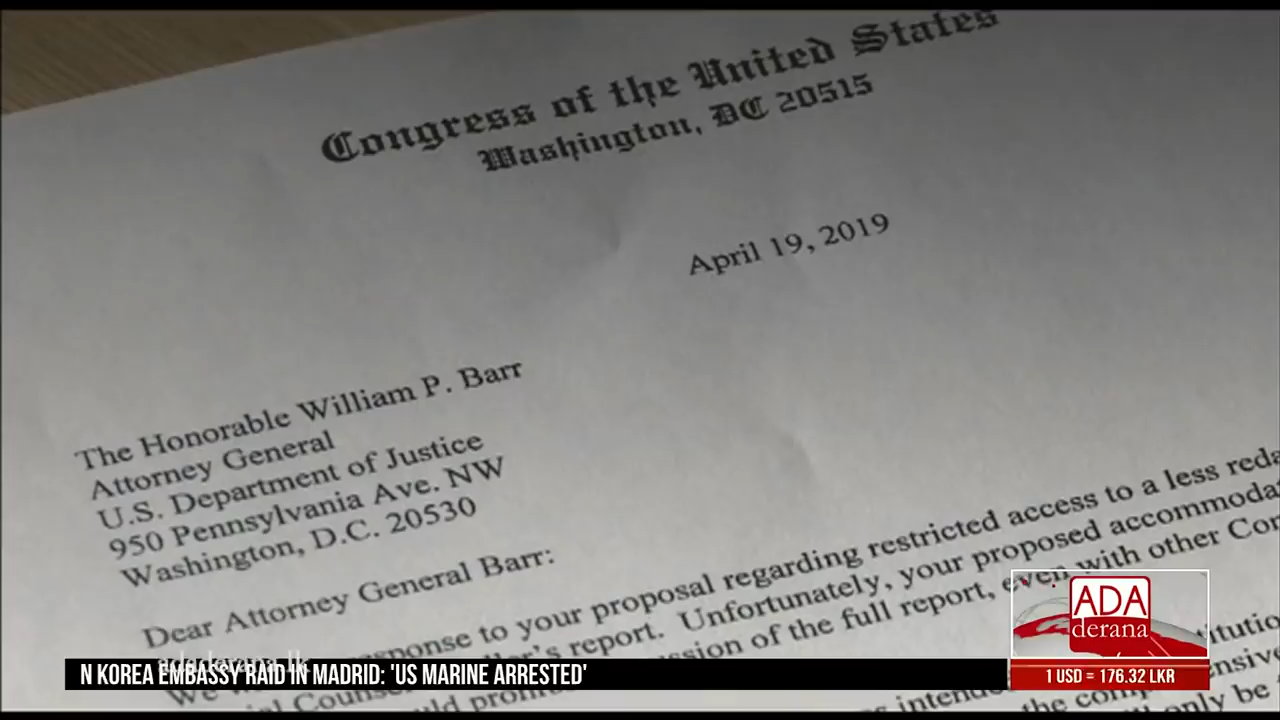 Congress of the United States
Washington, DC 20515
April 19, 2019
The Honorable William P. Barr
Attorney General
U.S. Department of Justice
950 Pennsylvania Ave. NW
Washington, D.C. 20530
Dear Attorney General Barr:
response to your proposal regarding restricted access to a less
report. Unfortunately, your proposed
of the full report, even with other
the
only be
ADA
derana
N KOREA EMBASSY RAID IN MADRID: 'US MARINE ARRESTED'
1 USD = 176.32 LKR